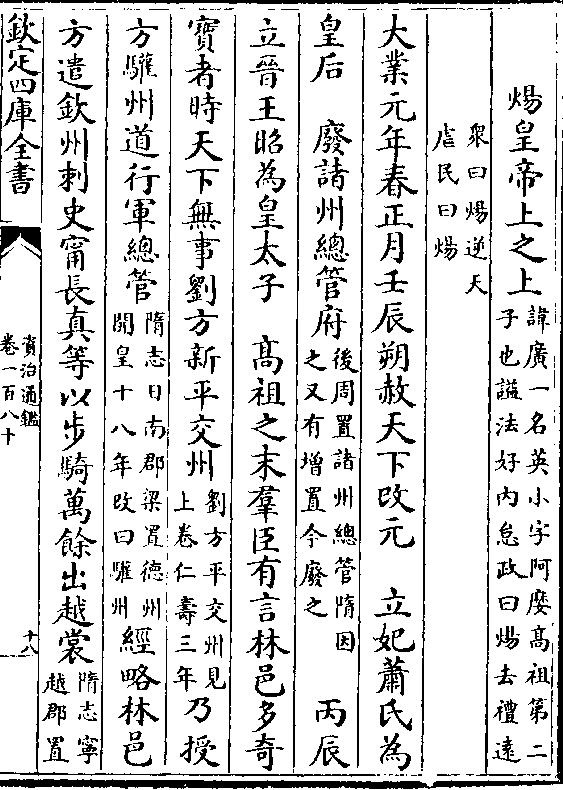 煬皇帝上之上諱廣一名英小字阿㜷髙祖第二
子也諡法好内怠政曰煬去禮逺
衆曰煬逆天
虐民曰煬
大業元年春正月壬辰朔赦天下改元 立妃蕭氏為
皇后 廢諸州總管府後周置諸州總管隋因
之又有增置今廢之 丙辰
立晉王昭為皇太子 髙祖之末羣臣有言林邑多奇
寶者時天下無事劉方新平交州劉方平交州見
上卷仁壽三年乃授
方驩州道行軍總管隋志日南郡梁置德州
開皇十八年改曰驩州經略林邑
方遣欽州刺史甯長真等以步騎萬餘出越裳隋志寧
越郡置
欽定四庫全書
資治通鑑
卷一百八十
十八